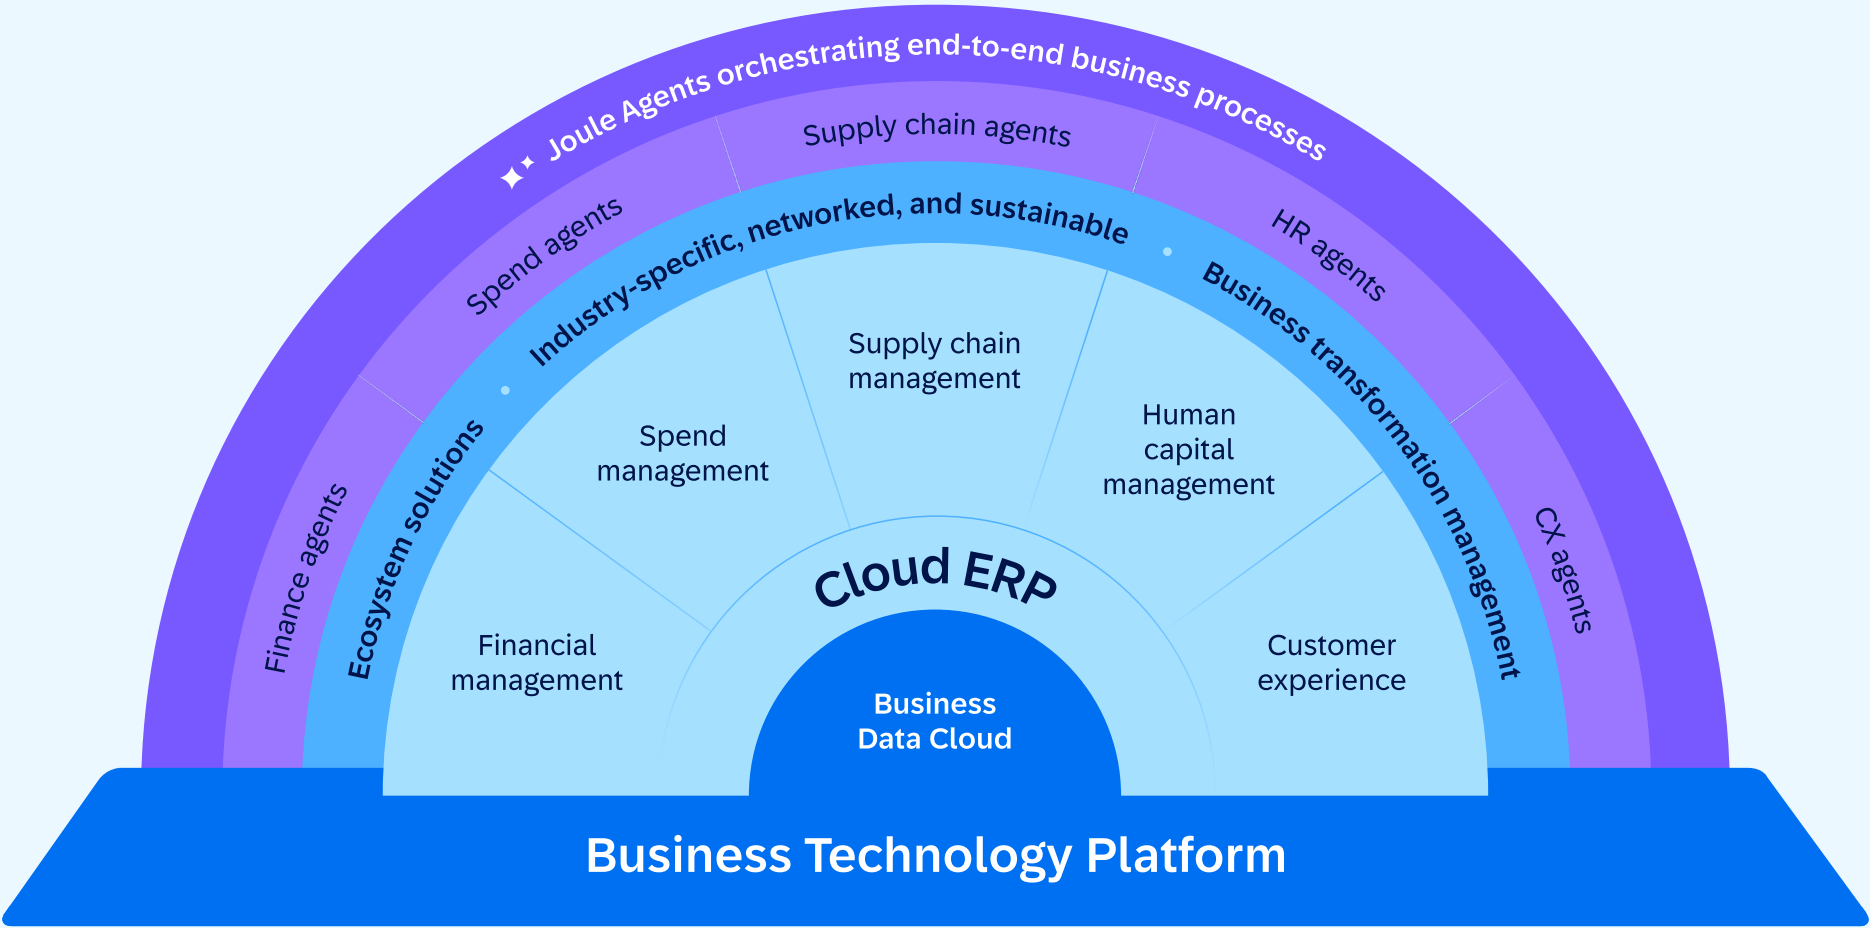 Joule Agents orchestrating end-to-end business processes
Finance agents
Spend agents
Supply chain agents
HR agents
CX agents
Ecosystem solutions
Industry-specific, networked, and sustainable
Business transformation management
Financial
management
Spend
management
Supply chain
management
Human
capital
management
Customer
experience
Cloud ERP
Business
Data Cloud
Business Technology Platform